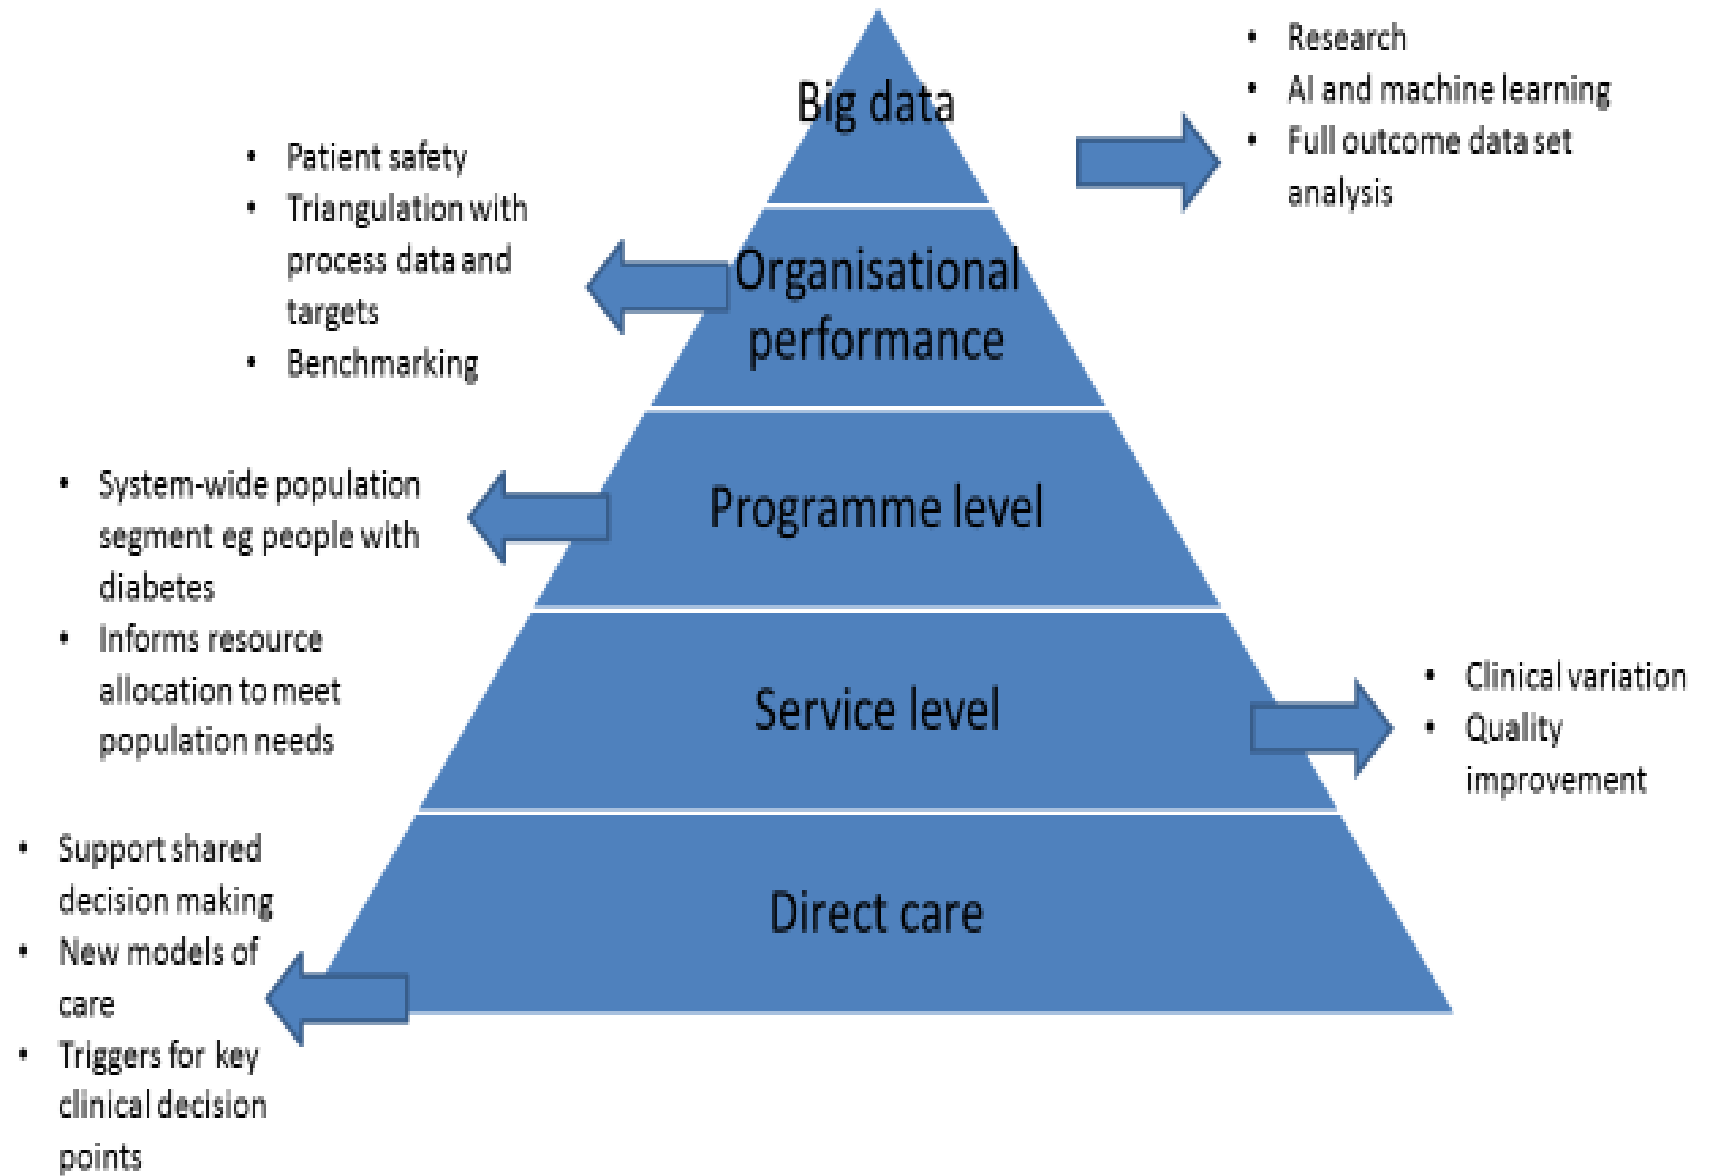 Big data
• Research
• AI and machine learning
• Full outcome data set
analysis
Organisational
performance
• Patient safety
• Triangulation with
process data and
targets
• Benchmarking
Programme level
• System-wide population
segment eg people with
diabetes
• Informs resource
allocation to meet
population needs
Service level
• Clinical variation
• Quality
improvement
Direct care
• Support shared
decision making
• New models of
care
• Triggers for key
clinical decision
points